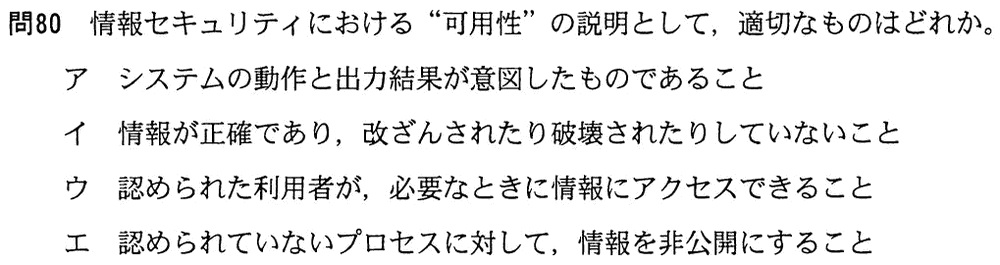 問80 情報セキュリティにおける“可用性”の説明として，適切なものはどれか。
ア システムの動作と出力結果が意図したものであること
イ 情報が正確であり，改ざんされたり破壊されたりしていないこと
ウ 認められた利用者が，必要なときに情報にアクセスできること
エ 認められていないプロセスに対して，情報を非公開にすること